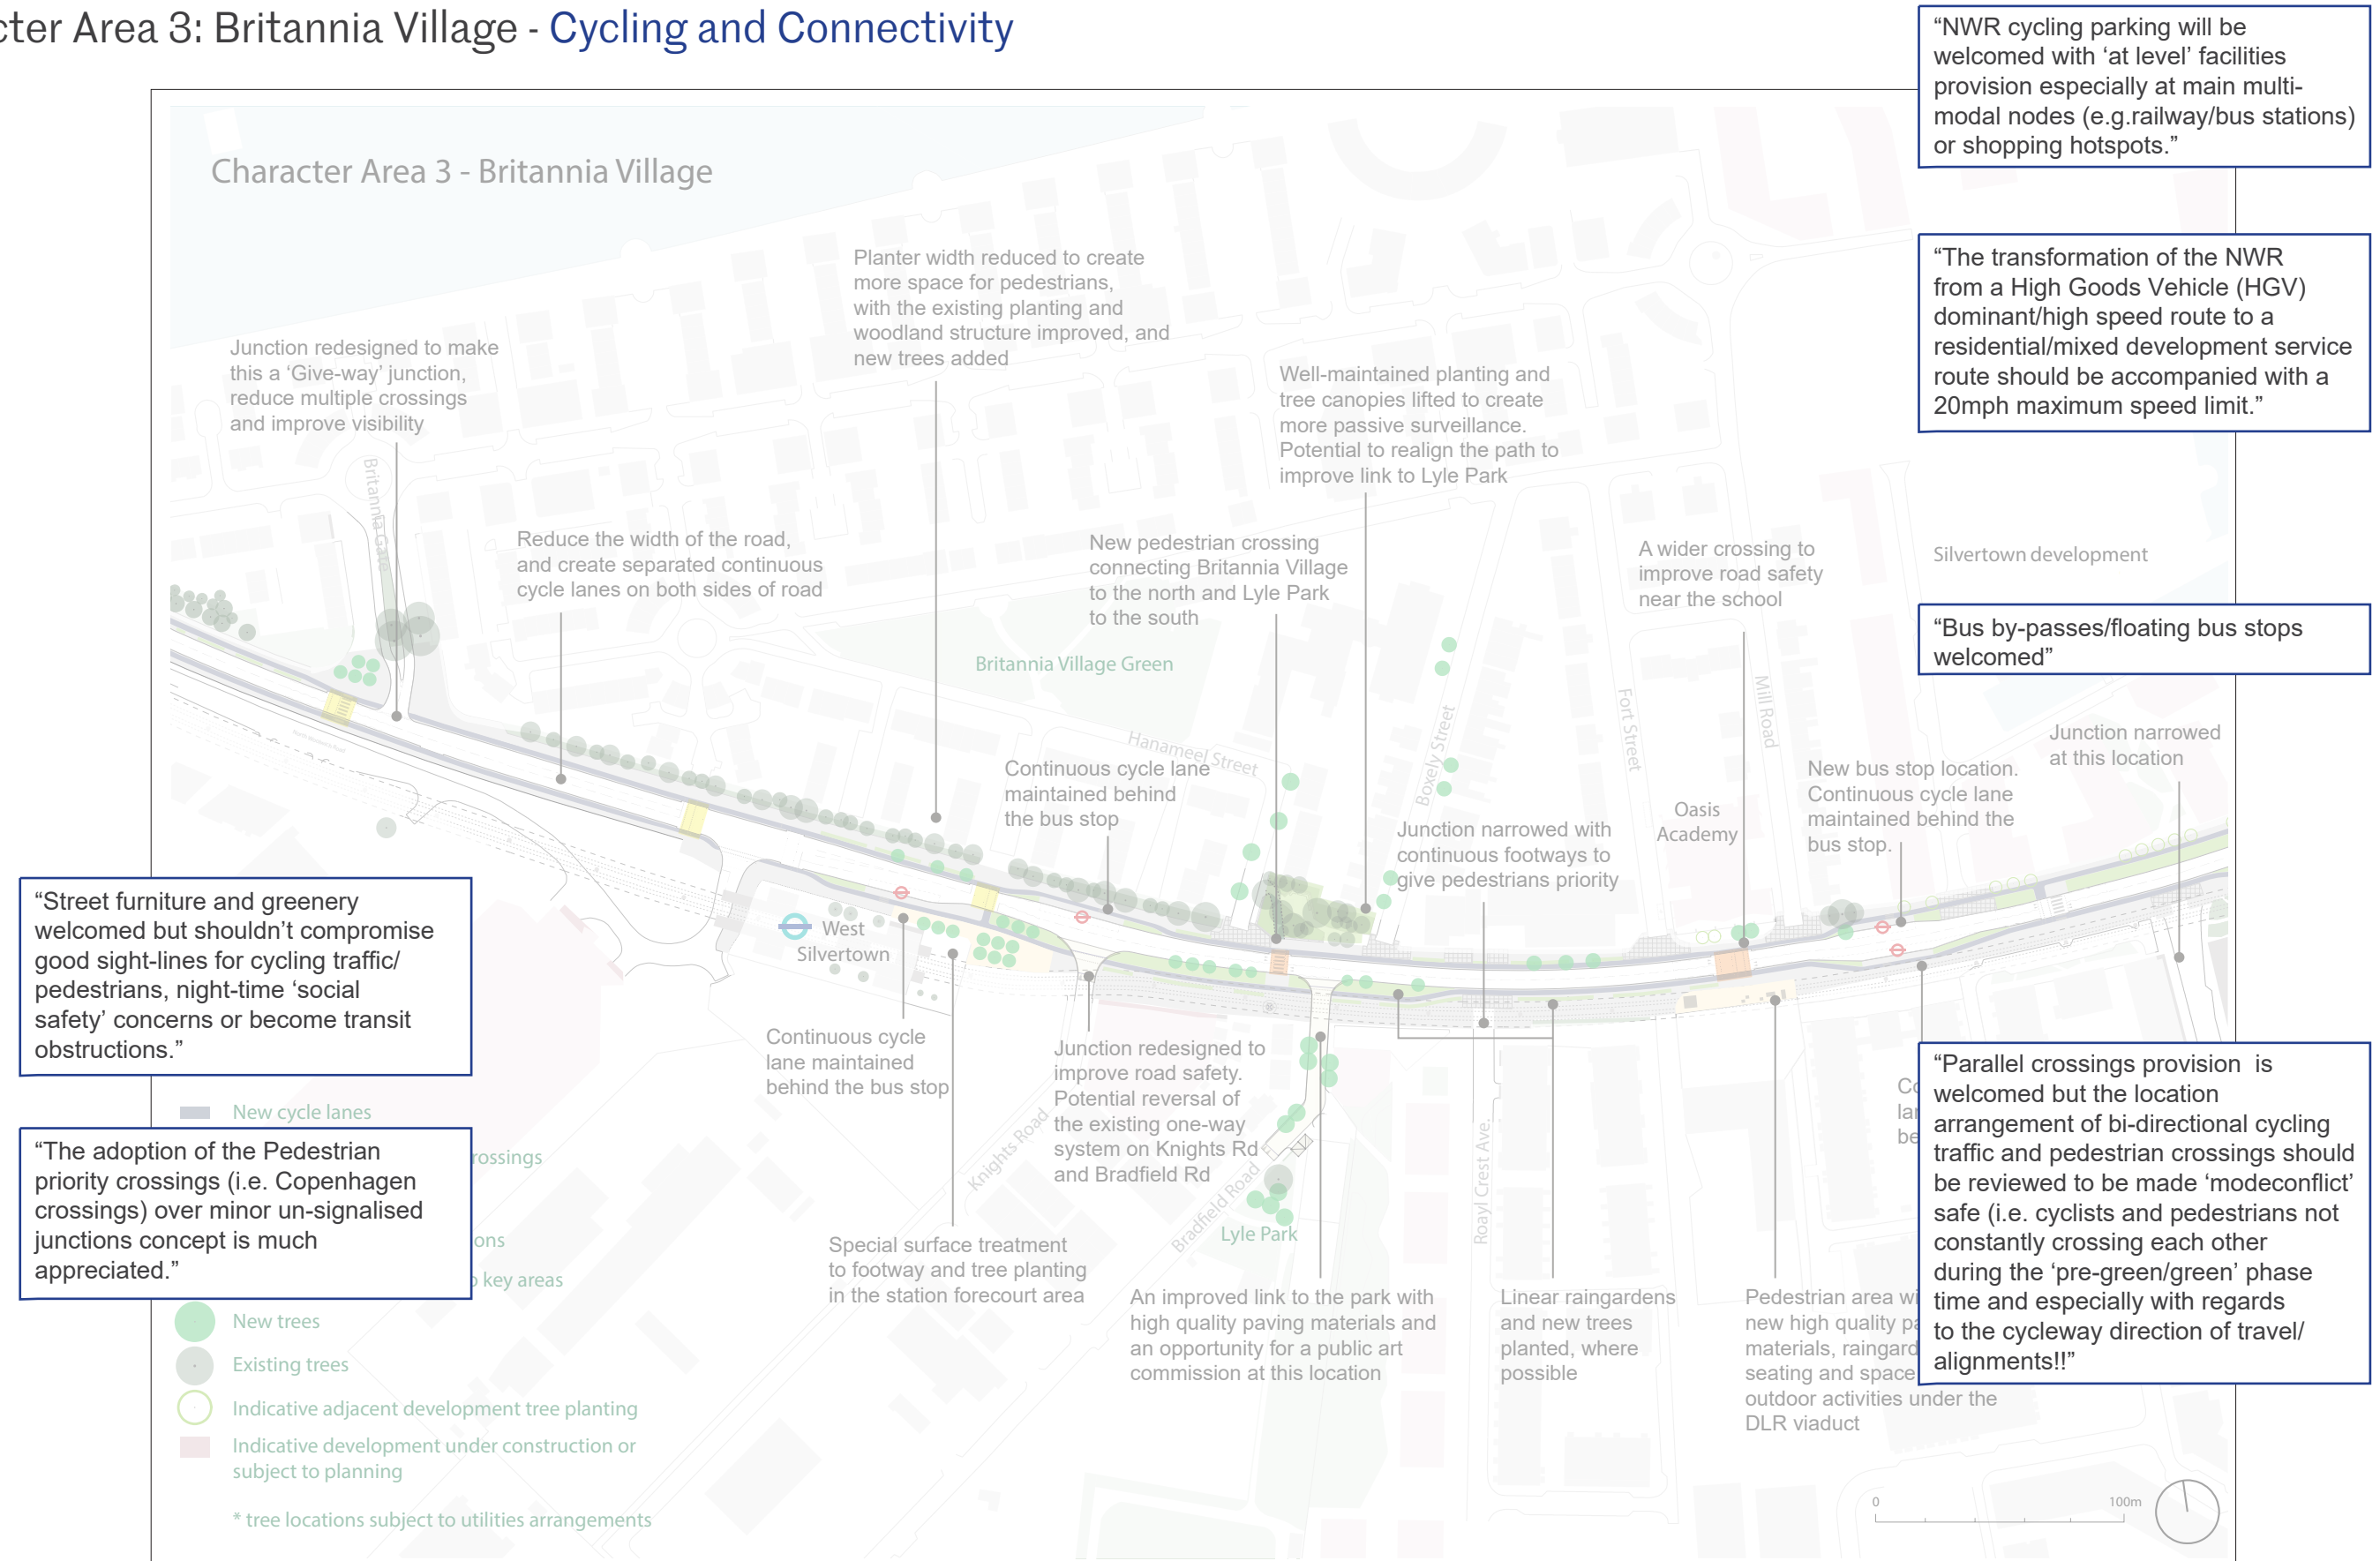 cter Area 3: Britannia Village - Cycling and Connectivity
“NWR cycling parking will be
welcomed with ‘at level’ facilities
provision especially at main multi-
modal nodes (e.g.railway/bus stations)
or shopping hotspots.”
Character Area 3 - Britannia Village
“The transformation of the NWR
from a High Goods Vehicle (HGV)
dominant/high speed route to a
residential/mixed development service
route should be accompanied with a
20mph maximum speed limit.”
Planter width reduced to create
more space for pedestrians,
with the existing planting and
woodland structure improved, and
new trees added
Junction redesigned to make
this a ‘Give-way’ junction,
reduce multiple crossings
and improve visibility
Well-maintained planting and
tree canopies lifted to create
more passive surveillance.
Potential to realign the path to
improve link to Lyle Park
Britannia Gate
Reduce the width of the road,
and create separated continuous
cycle lanes on both sides of road
New pedestrian crossing
connecting Britannia Village
to the north and Lyle Park
to the south
A wider crossing to
improve road safety
near the school
Silvertown development
“Bus by-passes/floating bus stops
welcomed”
Britannia Village Green
Fort Street
Mill Road
Boxely Street
Hanameel Street
Junction narrowed
at this location
Continuous cycle lane
maintained behind
the bus stop
New bus stop location.
Continuous cycle lane
maintained behind the
bus stop.
Oasis
Academy
Junction narrowed with
continuous footways to
give pedestrians priority
“Street furniture and greenery
welcomed but shouldn’t compromise
good sight-lines for cycling traffic/
pedestrians, night-time ‘social
safety’ concerns or become transit
obstructions.”
West
Silvertown
Continuous cycle
lane maintained
behind the bus stop
Junction redesigned to
improve road safety.
Potential reversal of
the existing one-way
system on Knights Rd
and Bradfield Rd
“Parallel crossings provision is
welcomed but the location
arrangement of bi-directional cycling
traffic and pedestrian crossings should
be reviewed to be made ‘modeconflict’
safe (i.e. cyclists and pedestrians not
constantly crossing each other
during the ‘pre-green/green’ phase
time and especially with regards
to the cycleway direction of travel/
alignments!!”
Co
lan
be
New cycle lanes
rossings
“The adoption of the Pedestrian
priority crossings (i.e. Copenhagen
crossings) over minor un-signalised
junctions concept is much
appreciated.”
ons
key areas
Knights Road
Bradfield Road
Roayl Crest Ave.
Lyle Park
Special surface treatment
to footway and tree planting
in the station forecourt area
An improved link to the park with
high quality paving materials and
an opportunity for a public art
commission at this location
Linear raingardens
and new trees
planted, where
possible
Pedestrian area wi
new high quality pa
materials, raingard
seating and space
outdoor activities under the
DLR viaduct
New trees
Existing trees
Indicative adjacent development tree planting
Indicative development under construction or
subject to planning
* tree locations subject to utilities arrangements
0 100m